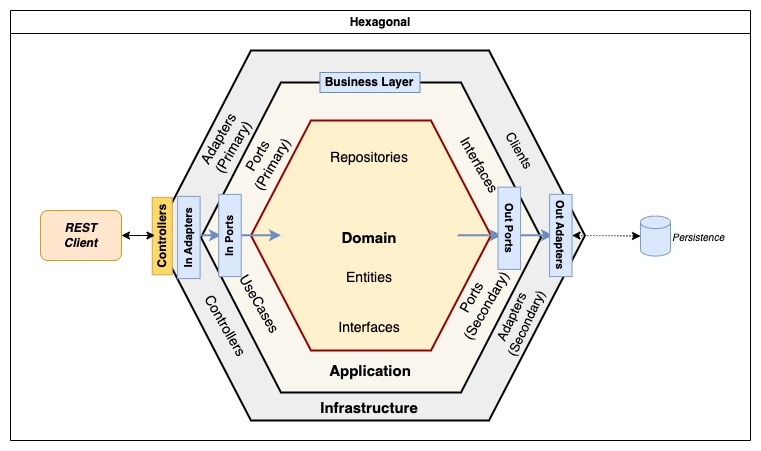 Hexagonal
Business Layer
Adapters
(Primary)
Ports
(Primary)
Interfaces
Clients
Repositories
REST
Client
Controllers
In Adapters
In Ports
Domain
Out Ports
Out Adapters
Persistence
Entities
Interfaces
Controllers
UseCases
Ports
(Secondary)
Adapters
(Secondary)
Application
Infrastructure